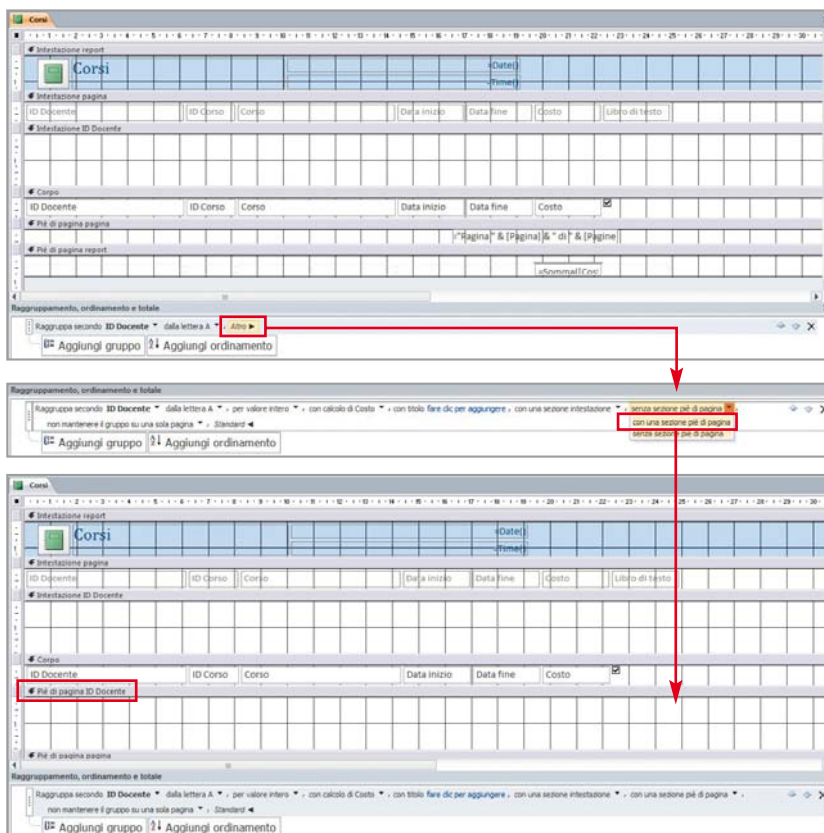 Corsi
Intestazione report
Corsi
=Date()
=Time()
Intestazione pagina
ID Docente ID Corso Corso Data inizio Data fine Costo Libro di testo
Intestazione ID Docente
Corpo
ID Docente ID Corso Corso Data inizio Data fine Costo
Piè di pagina pagina
="Pagina " & [Pagina] & " di " & [Pagine
Piè di pagina report
=Somma([Cos
Raggruppamento, ordinamento e totale
Raggruppa secondo ID Docente dalla lettera A , Altro
Aggiungi gruppo Aggiungi ordinamento
Raggruppamento, ordinamento e totale
Raggruppa secondo ID Docente dalla lettera A , per valore intero , con calcolo di Costo , con titolo fare clic per aggiungere , con una sezione intestazione , senza sezione piè di pagina
con una sezione piè di pagina
non mantenere il gruppo su una sola pagina , Standard
senza sezione piè di pagina
Aggiungi gruppo Aggiungi ordinamento
Corsi
Intestazione report
Corsi
=Date()
=Time()
Intestazione pagina
ID Docente ID Corso Corso Data inizio Data fine Costo Libro di testo
Intestazione ID Docente
Corpo
ID Docente ID Corso Corso Data inizio Data fine Costo
Piè di pagina ID Docente
Piè di pagina pagina
Raggruppamento, ordinamento e totale
Raggruppa secondo ID Docente dalla lettera A , per valore intero , con calcolo di Costo , con titolo fare clic per aggiungere , con una sezione intestazione , con una sezione piè di pagina ,
non mantenere il gruppo su una sola pagina , Standard
Aggiungi gruppo Aggiungi ordinamento